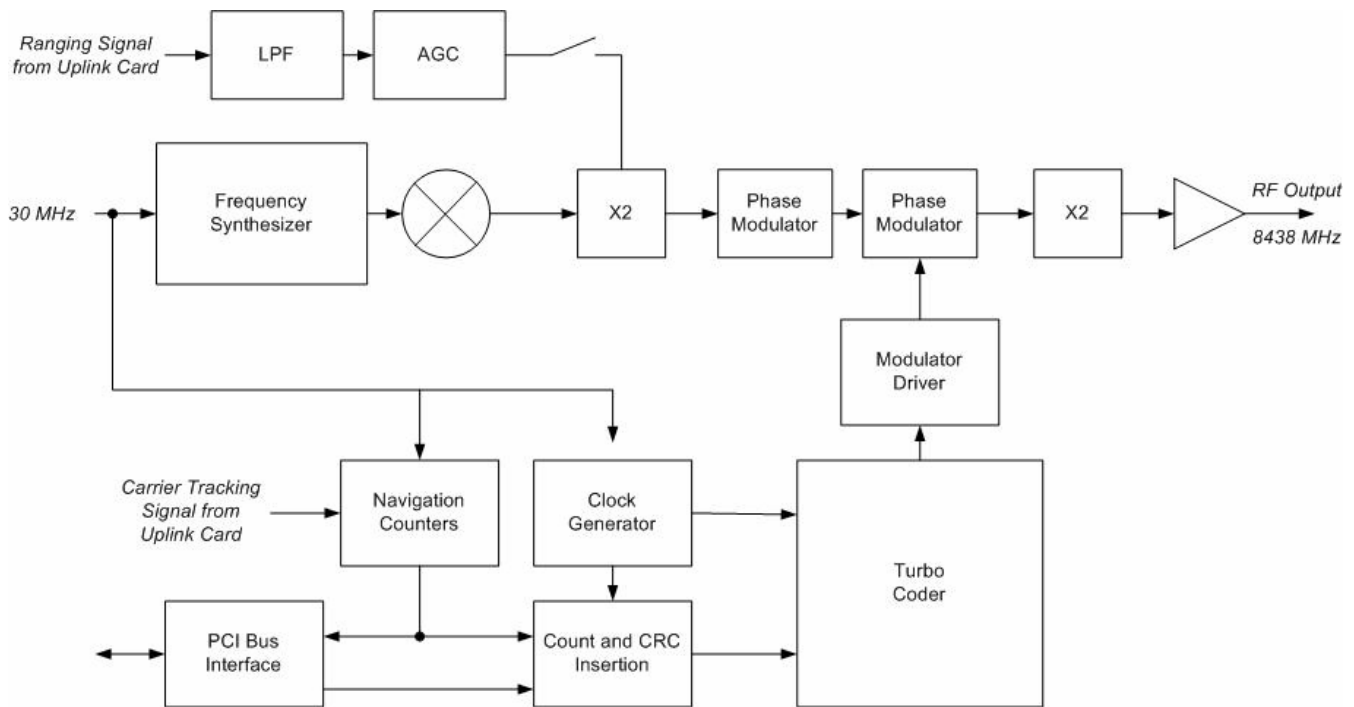 Ranging Signal
from Uplink Card
LPF
AGC
30 MHz
Frequency
Synthesizer
X2
Phase
Modulator
Phase
Modulator
X2
RF Output
8438 MHz
Modulator
Driver
Carrier Tracking
Signal from
Uplink Card
Navigation
Counters
Clock
Generator
Turbo
Coder
PCI Bus
Interface
Count and CRC
Insertion